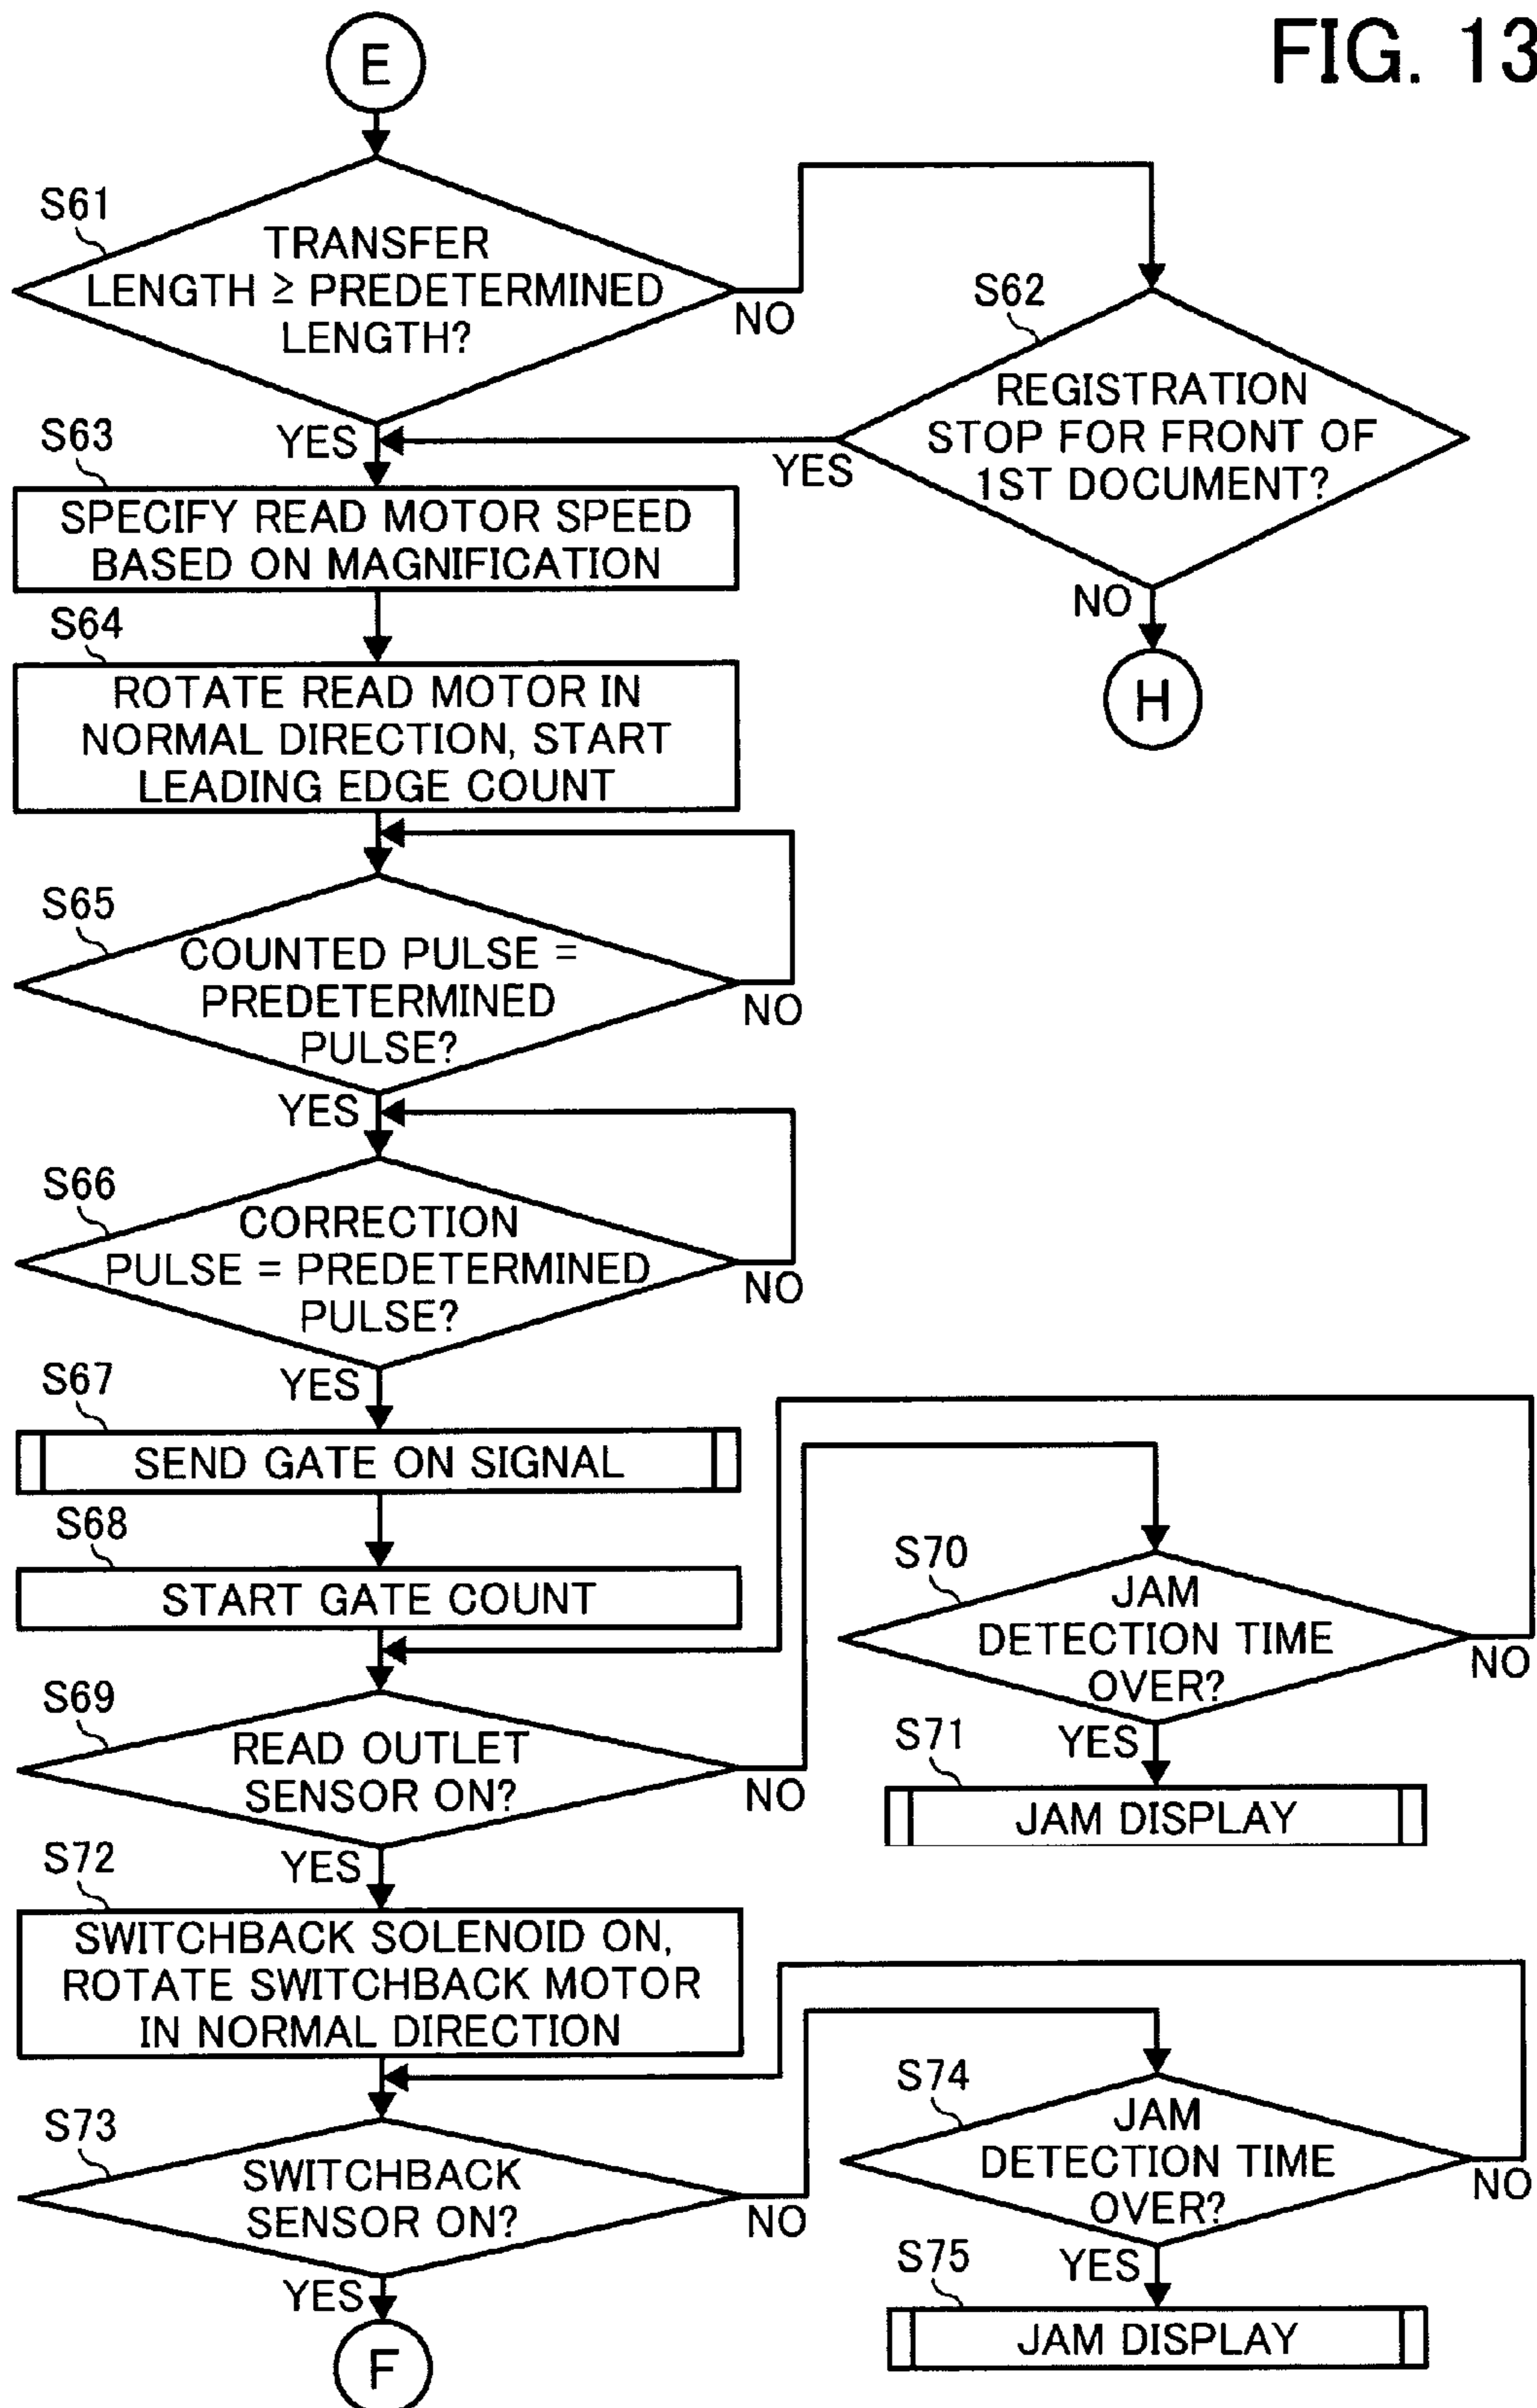 FIG. 13
E
S61
TRANSFER
LENGTH ≥ PREDETERMINED
LENGTH?
NO
YES
S62
REGISTRATION
STOP FOR FRONT OF
1ST DOCUMENT?
YES
NO
H
S63
SPECIFY READ MOTOR SPEED
BASED ON MAGNIFICATION
S64
ROTATE READ MOTOR IN
NORMAL DIRECTION, START
LEADING EDGE COUNT
S65
COUNTED PULSE =
PREDETERMINED
PULSE?
NO
YES
S66
CORRECTION
PULSE = PREDETERMINED
PULSE?
NO
YES
S67
SEND GATE ON SIGNAL
S68
START GATE COUNT
S69
READ OUTLET
SENSOR ON?
NO
YES
S70
JAM
DETECTION TIME
OVER?
NO
YES
S71
JAM DISPLAY
S72
SWITCHBACK SOLENOID ON,
ROTATE SWITCHBACK MOTOR
IN NORMAL DIRECTION
S73
SWITCHBACK
SENSOR ON?
NO
YES
S74
JAM
DETECTION TIME
OVER?
NO
YES
S75
JAM DISPLAY
F